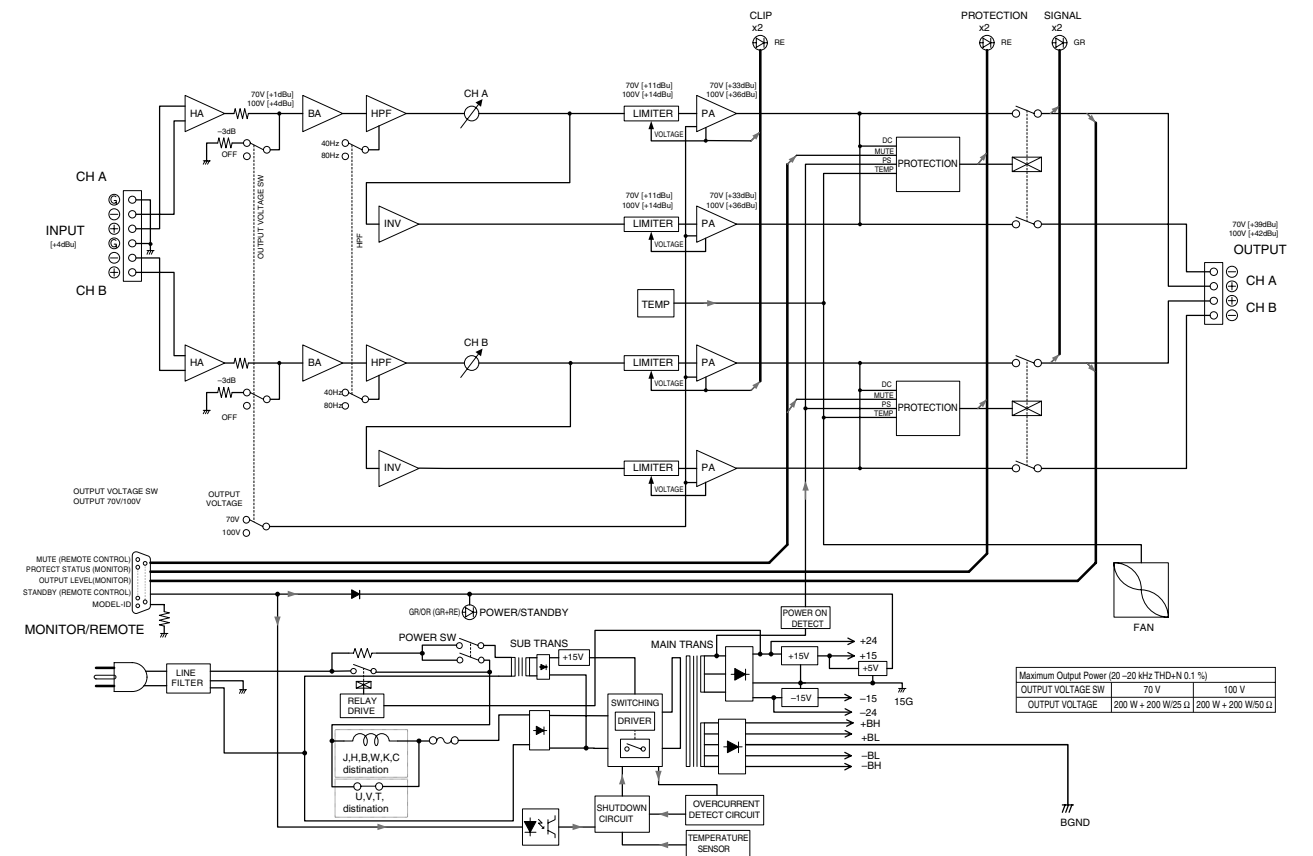 CLIP
x2
RE
PROTECTION
x2
RE
SIGNAL
x2
GR
CH A
70V [+1dBu]
100V [+4dBu]
70V [+11dBu]
100V [+14dBu]
70V [+33dBu]
100V [+36dBu]
HA
BA
HPF
LIMITER
PA
–3dB
OFF
40Hz
80Hz
VOLTAGE
DC
MUTE
PS
TEMP
PROTECTION
CH A
G
INPUT
[+4dBu]
G
CH B
OUTPUT VOLTAGE SW
HPF
70V [+11dBu]
100V [+14dBu]
70V [+33dBu]
100V [+36dBu]
INV
LIMITER
PA
VOLTAGE
70V [+39dBu]
100V [+42dBu]
OUTPUT
CH A
CH B
TEMP
CH B
HA
BA
HPF
LIMITER
PA
–3dB
OFF
40Hz
80Hz
VOLTAGE
DC
MUTE
PS
TEMP
PROTECTION
INV
LIMITER
PA
VOLTAGE
OUTPUT VOLTAGE SW
OUTPUT 70V/100V
OUTPUT
VOLTAGE
70V
100V
MUTE (REMOTE CONTROL)
PROTECT STATUS (MONITOR)
OUTPUT LEVEL(MONITOR)
STANDBY (REMOTE CONTROL)
MODEL-ID
MONITOR/REMOTE
GR/OR (GR+RE)
POWER/STANDBY
POWER ON
DETECT
FAN
POWER SW
SUB TRANS
MAIN TRANS
+15V
+24
+15V
+15
+5V
LINE
FILTER
RELAY
DRIVE
–15V
–15
15G
–24
SWITCHING
DRIVER
+BH
+BL
–BL
–BH
J,H,B,W,K,C
distination
U,V,T,
distination
SHUTDOWN
CIRCUIT
OVERCURRENT
DETECT CIRCUIT
TEMPERATURE
SENSOR
BGND
Maximum Output Power (20 –20 kHz THD+N 0.1 %)
OUTPUT VOLTAGE SW 70 V 100 V
OUTPUT VOLTAGE 200 W + 200 W/25 Ω 200 W + 200 W/50 Ω